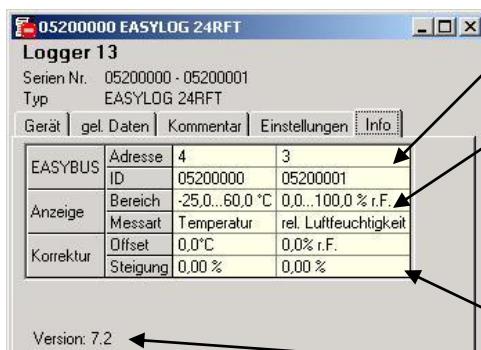 05200000 EASYLOG 24RFT
Logger 13
Serien Nr. 05200000 - 05200001
Typ EASYLOG 24RFT
Gerät gel. Daten Kommentar Einstellungen Info
EASYBUS Adresse 4 3
ID 05200000 05200001
Anzeige Bereich -25,0...60,0 °C 0,0...100,0 % r.F.
Messart Temperatur rel. Luftfeuchtigkeit
Korrektur Offset 0,0°C 0,0% r.F.
Steigung 0,00 % 0,00 %
Version: 7.2